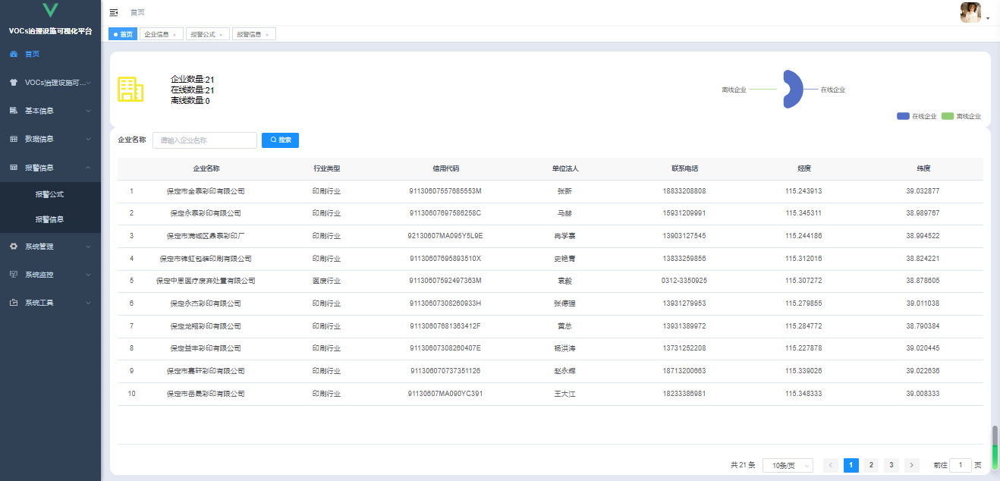 VOCs治理设施可视化平台
首页
VOCs治理设施可...
基本信息
数据信息
报警信息
报警公式
报警信息
系统管理
系统监控
系统工具
首页
首页 企业信息 × 报警公式 × 报警信息 ×
企业数量:21
在线数量:21
离线数量:0
离线企业 在线企业
在线企业 离线企业
企业名称 请输入企业名称 搜索
企业名称 行业类型 信用代码 单位法人 联系电话 经度 纬度
1 保定市金泰彩印有限公司 印刷行业 91130607557685553M 张新 18833208808 115.243913 39.032877
2 保定永泰彩印有限公司 印刷行业 91130607697586258C 马赫 15931209991 115.345311 38.989767
3 保定市满城区鼎泰彩印厂 印刷行业 92130607MA095Y5L9E 冉学寨 13903127545 115.244186 38.994522
4 保定市锦虹包装印刷有限公司 印刷行业 91130607695893510X 史艳青 13833259856 115.312016 38.824221
5 保定中恩医疗废弃处置有限公司 医废行业 91130607592497363M 袁毅 0312-3350925 115.307272 38.878605
6 保定永杰彩印有限公司 印刷行业 91130607308260933H 张德强 13931279953 115.279855 39.011038
7 保定龙翔彩印有限公司 印刷行业 91130607681363412F 黄总 13931389972 115.284772 38.790384
8 保定益丰彩印有限公司 印刷行业 91130607308260407E 杨洪涛 13731252208 115.227878 39.020445
9 保定市嘉轩彩印有限公司 印刷行业 911306070737351126 赵永辉 18713200663 115.339026 39.022636
10 保定市岳晟彩印有限公司 印刷行业 91130607MA090YC391 王大江 18233386981 115.348333 39.008333
共 21 条 10条/页 < 1 2 3 > 前往 1 页